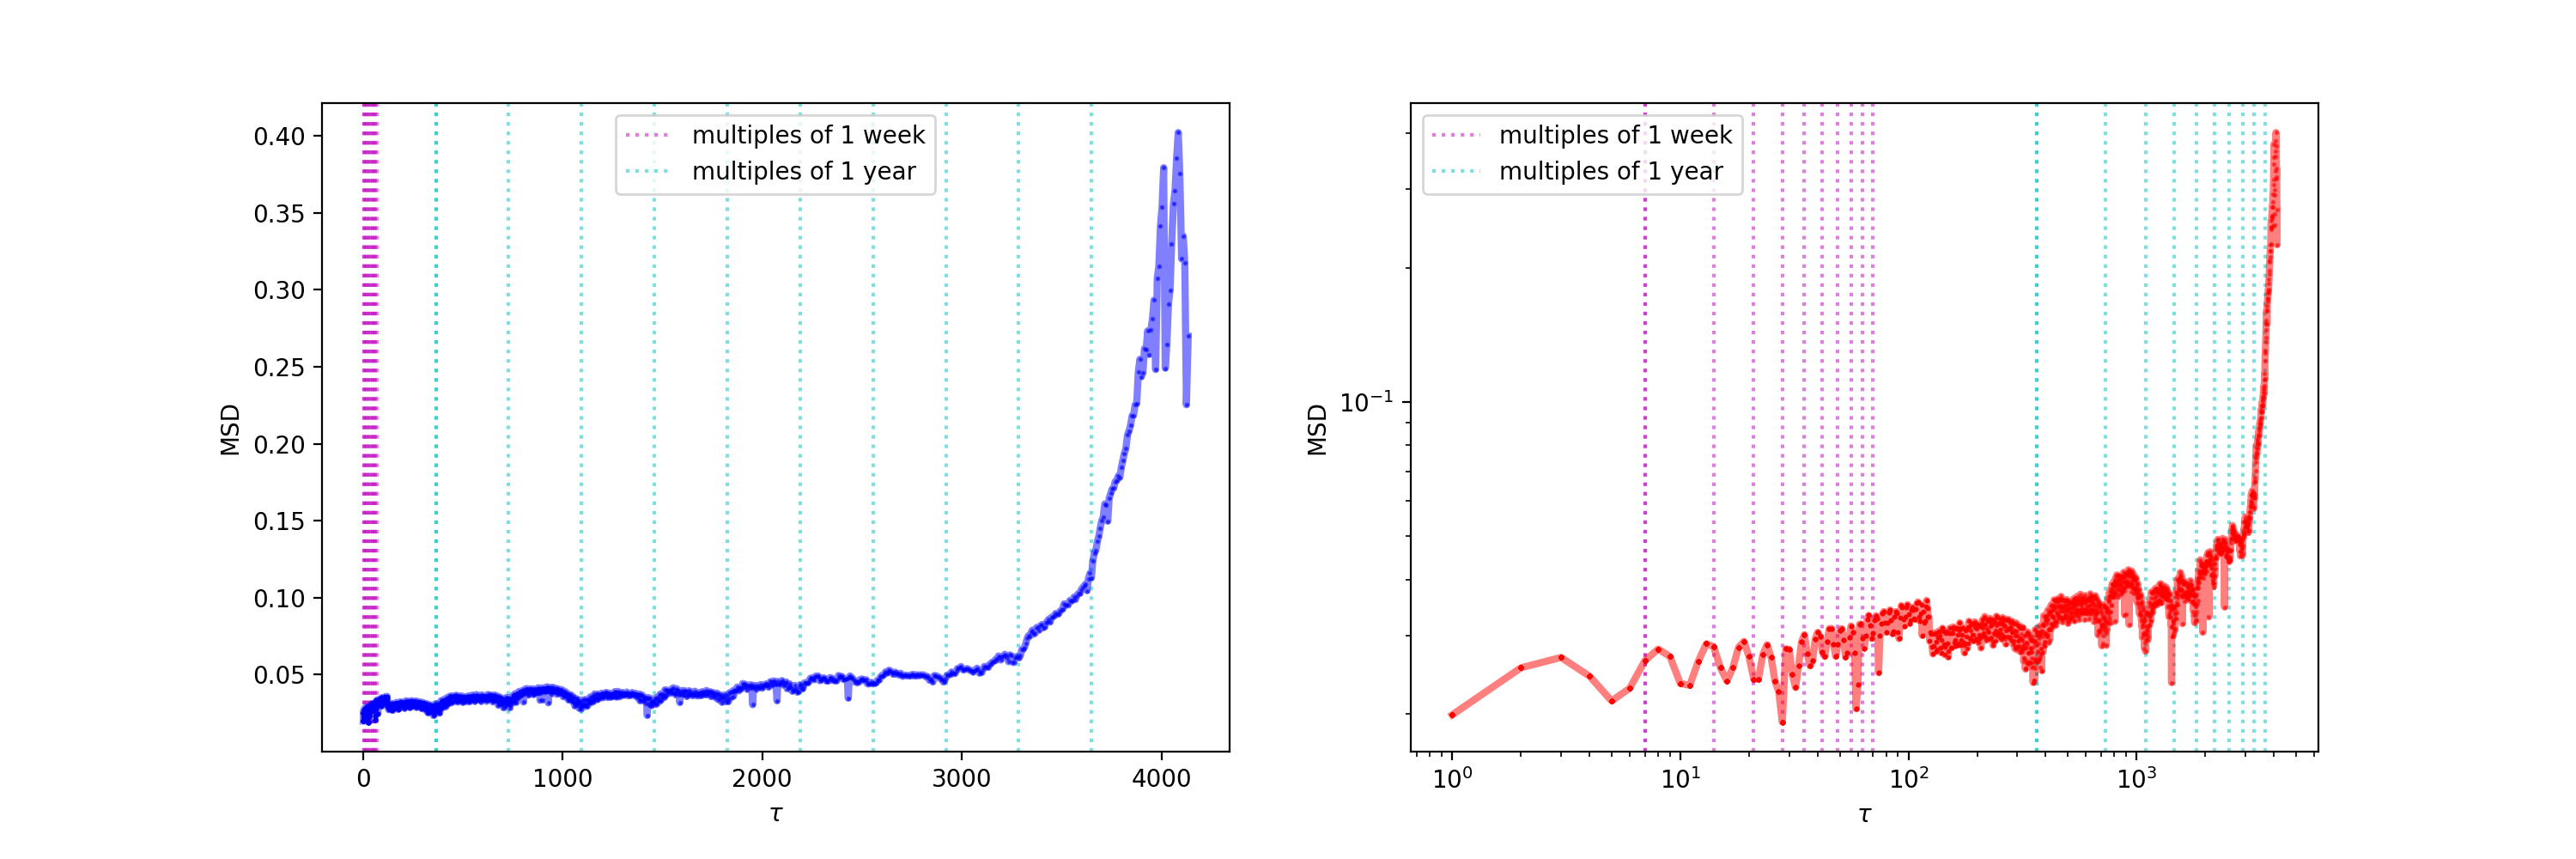 multiples of 1 week
multiples of 1 year
0.40
0.35
0.30
0.25
0.20
0.15
0.10
0.05
MSD
0
1000
2000
3000
4000
τ
multiples of 1 week
multiples of 1 year
10⁻¹
MSD
10⁰
10¹
10²
10³
τ